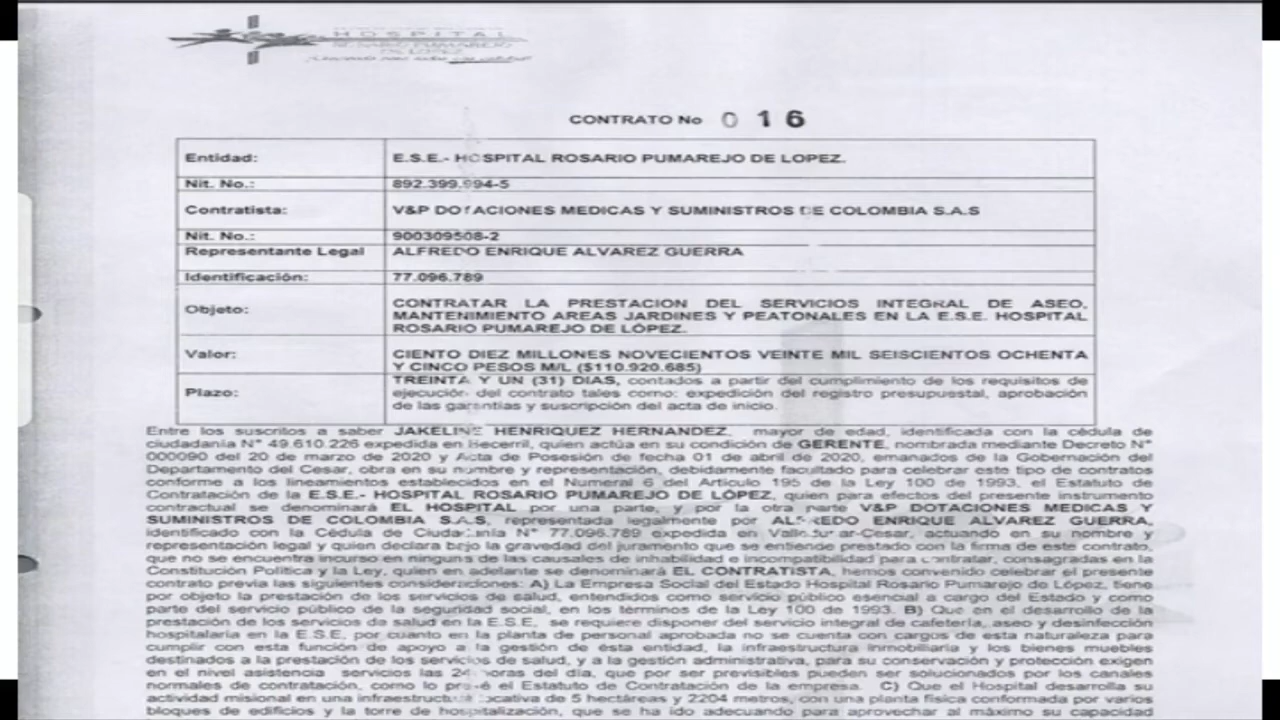 HOSPITAL
ROSARIO PUMAREJO
DE LOPEZ
CONTRATO No 016
Entidad: E.S.E.- HOSPITAL ROSARIO PUMAREJO DE LOPEZ.
Nit. No.: 892.399.994-5
Contratista: V&P DOTACIONES MEDICAS Y SUMINISTROS DE COLOMBIA S.A.S
Nit. No.: 900309508-2
Representante Legal ALFREDO ENRIQUE ALVAREZ GUERRA
Identificación: 77.096.789
Objeto: CONTRATAR LA PRESTACION DEL SERVICIOS INTEGRAL DE ASEO, MANTENIMIENTO AREAS JARDINES Y PEATONALES EN LA E.S.E. HOSPITAL ROSARIO PUMAREJO DE LÓPEZ.
Valor: CIENTO DIEZ MILLONES NOVECIENTOS VEINTE MIL SEISCIENTOS OCHENTA Y CINCO PESOS M/L ($110.920.685)
Plazo: TREINTA Y UN (31) DIAS, contados a partir del cumplimiento de los requisitos de ejecución del contrato tales como: expedición del registro presupuestal, aprobación de las garantías y suscripción del acta de inicio.
Entre los suscritos a saber JAKELINE HENRIQUEZ HERNANDEZ, mayor de edad, identificada con la cédula de
ciudadanía N° 49.610.226 expedida en Becerril, quien actúa en su condición de GERENTE, nombrada mediante Decreto N°
000090 del 20 de marzo de 2020 y Acta de Posesión de fecha 01 de abril de 2020, emanados de la Gobernación del
Departamento del Cesar, obra en su nombre y representación, debidamente facultado para celebrar este tipo de contratos
conforme a los lineamientos establecidos en el Numeral 6 del Artículo 195 de la Ley 100 de 1993, el Estatuto de
Contratación de la E.S.E.- HOSPITAL ROSARIO PUMAREJO DE LÓPEZ, quien para efectos del presente instrumento
contractual se denominará EL HOSPITAL por una parte, y por la otra parte V&P DOTACIONES MEDICAS Y
SUMINISTROS DE COLOMBIA S.A.S, representada legalmente por ALFREDO ENRIQUE ALVAREZ GUERRA,
identificado con la Cédula de Ciudadanía N° 77.096.789 expedida en Valledupar-Cesar, actuando en su nombre y
representación legal y quien declara bajo la gravedad del juramento que se entiende prestado con la firma de este contrato,
que no se encuentra incurso en ninguna de las causales de inhabilidad e incompatibilidad para contratar, consagradas en la
Constitución Política y la Ley, quien en adelante se denominará EL CONTRATISTA, hemos convenido celebrar el presente
contrato previa las siguientes consideraciones: A) La Empresa Social del Estado Hospital Rosario Pumarejo de López, tiene
por objeto la prestación de los servicios de salud, entendidos como servicio público esencial a cargo del Estado y como
parte del servicio público de la seguridad social, en los términos de la Ley 100 de 1993. B) Que en el desarrollo de la
prestación de los servicios de salud en la E.S.E, se requiere disponer del servicio integral de cafetería, aseo y desinfección
hospitalaria en la E.S.E, por cuanto en la planta de personal aprobada no se cuenta con cargos de esta naturaleza para
cumplir con esta función de apoyo a la gestión de ésta entidad, la infraestructura inmobiliaria y los bienes muebles
destinados a la prestación de los servicios de salud, y a la gestión administrativa, para su conservación y protección exigen
en el nivel asistencia servicios las 24 horas del día, que por ser previsibles pueden ser solucionados por los canales
normales de contratación, como lo prevé el Estatuto de Contratación de la empresa. C) Que el Hospital desarrolla su
actividad misional en una infraestructura locativa de 5 hectáreas y 2204 metros, con una planta física conformada por varios
bloques de edificios y la torre de hospitalización, que se ha ido adecuando para aprovechar al máximo su capacidad